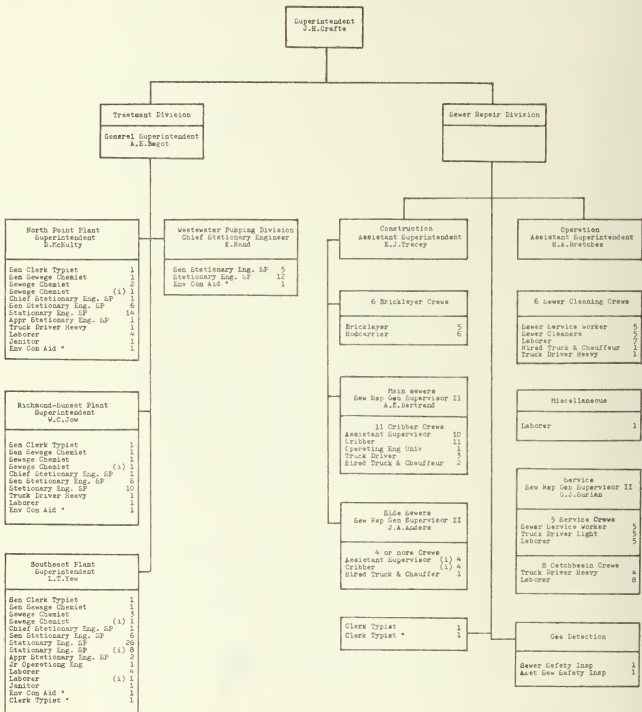 Superintendent
J.H.Crafts
Treatment Division
General Superintendent
A.E.Bagot
Sewer Repair Division
North Point Plant
Superintendent
D.McNulty
Sen Clerk Typist 1
Sen Sewage Chemist 1
Sewage Chemist 2
Sewage Chemist (i) 1
Chief Stationary Eng. SP 1
Sen Stationary Eng. SP 6
Stationary Eng. SP 14
Appr Stationary Eng. SP 1
Truck Driver Heavy 1
Laborer 4
Janitor 1
Env Con Aid " 1
Wastewater Pumping Division
Chief Stationary Engineer
K.Rand
Sen Stationary Eng. SP 5
Stationary Eng. SP 12
Env Con Aid " 1
Construction
Assistant Superintendent
E.J.Tracey
Operation
Assistant Superintendent
H.A.Bretches
6 Bricklayer Crews
Bricklayer 5
Hodcarrier 6
6 Sewer Cleaning Crews
Sewer Service Worker 5
Sewer Cleaners 5
Laborer 7
Hired Truck & Chauffeur 1
Truck Driver Heavy 1
Richmond-Sunset Plant
Superintendent
W.C.Jow
Sen Clerk Typist 1
Sen Sewage Chemist 1
Sewage Chemist 1
Sewage Chemist (i) 1
Chief Stationary Eng. SP 1
Sen Stationary Eng. SP 6
Stationary Eng. SP 10
Truck Driver Heavy 1
Laborer 1
Env Con Aid " 1
Main sewers
Sew Rep Gen Supervisor II
A.E.Bertrand
11 Cribber Crews
Assistant Supervisor 10
Cribber 11
Operating Eng Univ 1
Truck Driver 3
Hired Truck & Chauffeur 2
Miscellaneous
Laborer 1
Service
Sew Rep Gen Supervisor II
G.J.Burian
5 Service Crews
Sewer Service Worker 5
Truck Driver Light 5
Laborer 5
8 Catchbasin Crews
Truck Driver Heavy 4
Laborer 8
Side Sewers
Sew Rep Gen Supervisor II
J.A.Anders
4 or more Crews
Assistant Supervisor (i) 4
Cribber (i) 4
Hired Truck & Chauffer 1
Southeast Plant
Superintendent
L.T.Yew
Sen Clerk Typist 1
Sen Sewage Chemist 1
Sewage Chemist 3
Sewage Chemist (i) 1
Chief Stationary Eng. SP 1
Sen Stationary Eng. SP 6
Stationary Eng. SP 26
Stationary Eng. SP (i) 8
Appr Stationary Eng. SP 2
Jr Operations Eng 1
Laborer 4
Laborer (i) 1
Janitor 1
Env Con Aid " 1
Clerk Typist " 1
Clerk Typist 1
Clerk Typist " 1
Gas Detection
Sewer Safety Insp 1
Asst Sew Safety Insp 1